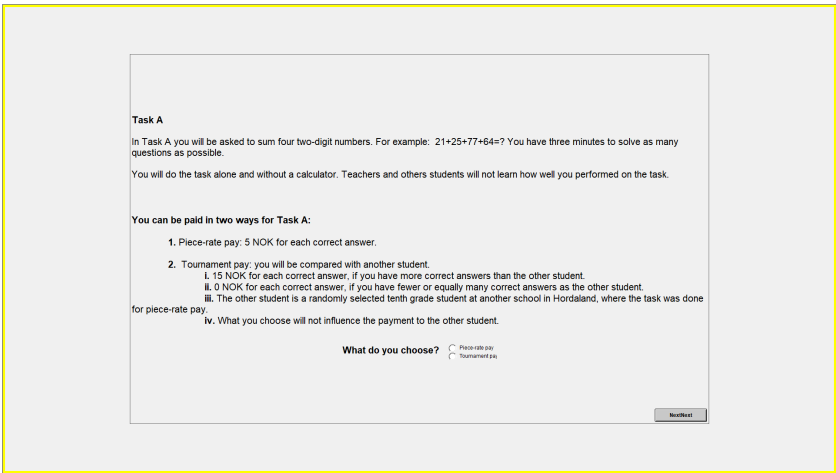 Task A
In Task A you will be asked to sum four two-digit numbers. For example: 21+25+77+64=? You have three minutes to solve as many
questions as possible.
You will do the task alone and without a calculator. Teachers and others students will not learn how well you performed on the task.
You can be paid in two ways for Task A:
1. Piece-rate pay: 5 NOK for each correct answer.
2. Tournament pay: you will be compared with another student.
i. 15 NOK for each correct answer, if you have more correct answers than the other student.
ii. 0 NOK for each correct answer, if you have fewer or equally many correct answers as the other student.
iii. The other student is a randomly selected tenth grade student at another school in Hordaland, where the task was done
for piece-rate pay.
iv. What you choose will not influence the payment to the other student.
What do you choose?
Piece-rate pay
Tournament pay
NextNext